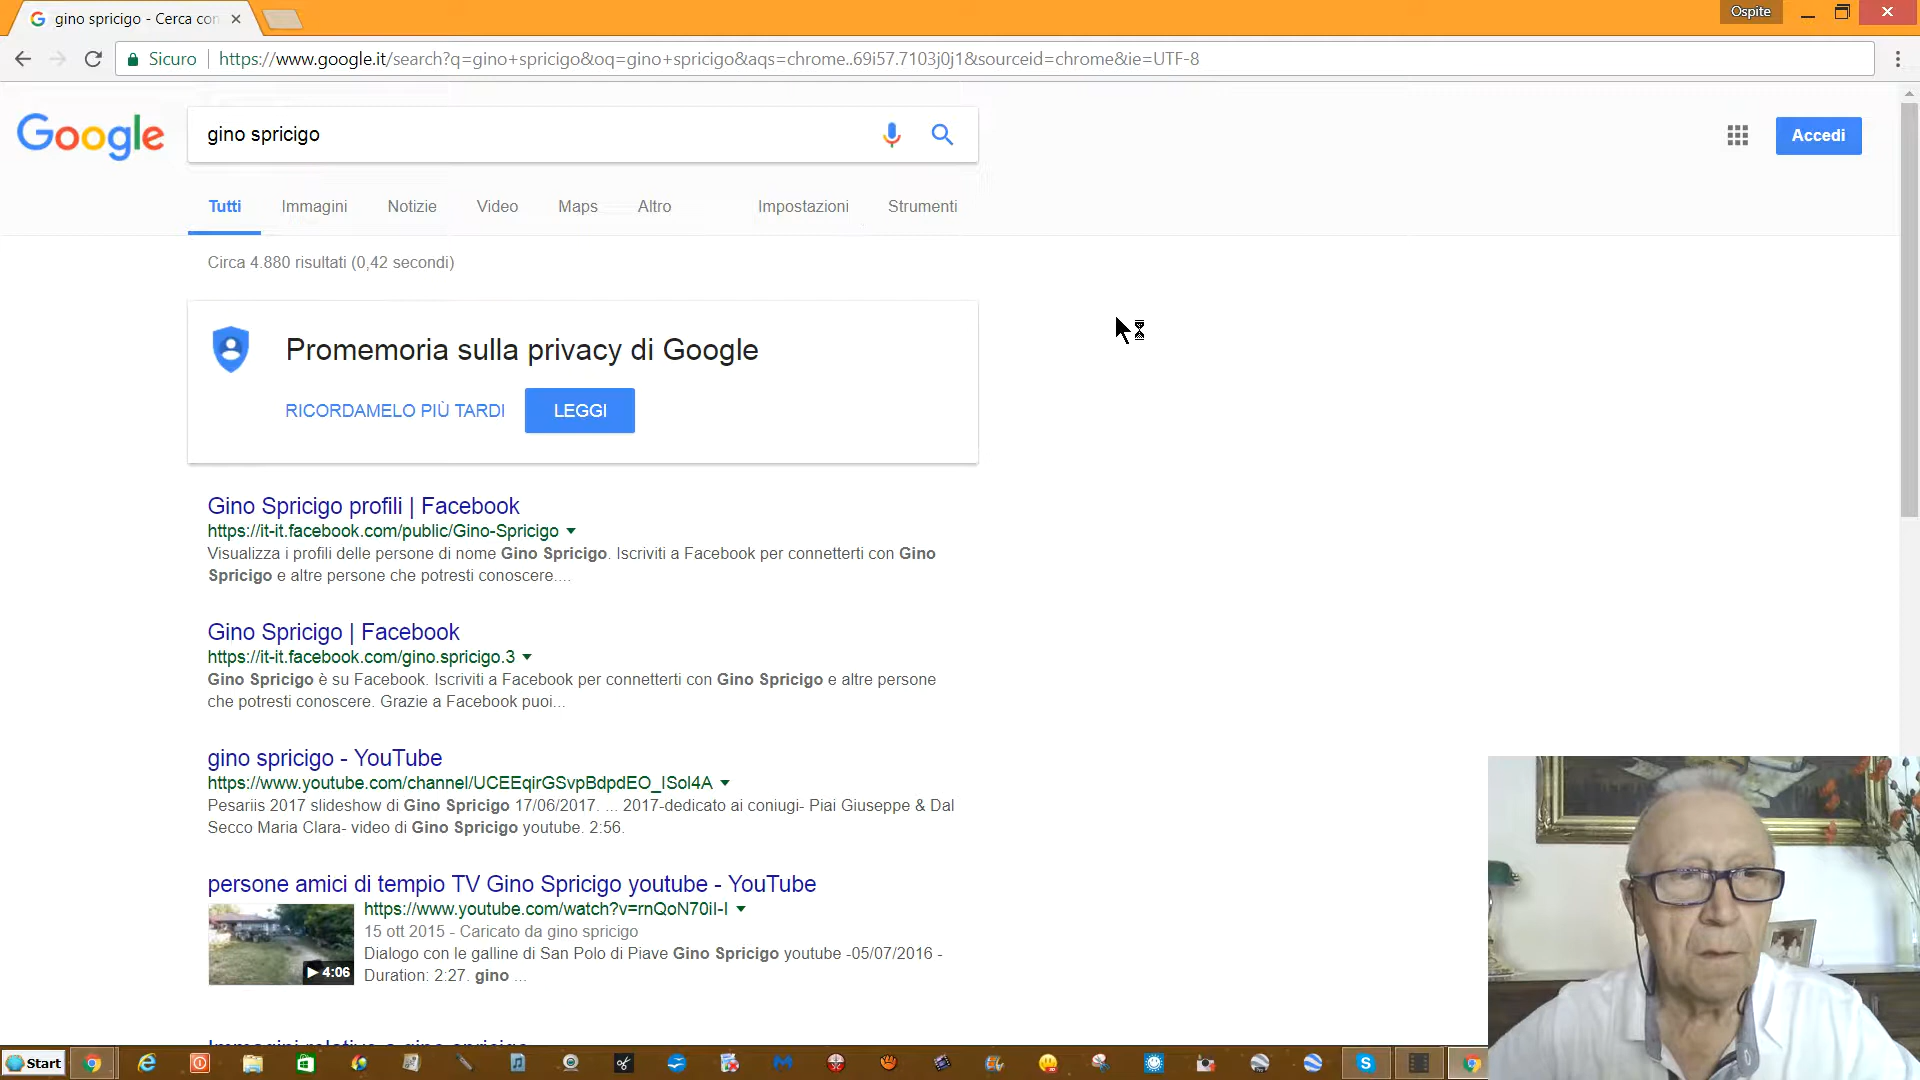 gino spricigo - Cerca con
Ospite
Sicuro
https://www.google.it/search?q=gino+spricigo&oq=gino+spricigo&aqs=chrome..69i57.7103j0j1&sourceid=chrome&ie=UTF-8
Google
gino spricigo
Accedi
Tutti Immagini Notizie Video Maps Altro Impostazioni Strumenti
Circa 4.880 risultati (0,42 secondi)
Promemoria sulla privacy di Google
RICORDAMELO PIÙ TARDI LEGGI
Gino Spricigo profili | Facebook
https://it-it.facebook.com/public/Gino-Spricigo
Visualizza i profili delle persone di nome Gino Spricigo. Iscriviti a Facebook per connetterti con Gino
Spricigo e altre persone che potresti conoscere....
Gino Spricigo | Facebook
https://it-it.facebook.com/gino.spricigo.3
Gino Spricigo è su Facebook. Iscriviti a Facebook per connetterti con Gino Spricigo e altre persone
che potresti conoscere. Grazie a Facebook puoi...
gino spricigo - YouTube
https://www.youtube.com/channel/UCEEqirGSvpBdpdEO_ISol4A
Pesariis 2017 slideshow di Gino Spricigo 17/06/2017. ... 2017-dedicato ai coniugi- Piai Giuseppe & Dal
Secco Maria Clara- video di Gino Spricigo youtube. 2:56.
persone amici di tempio TV Gino Spricigo youtube - YouTube
https://www.youtube.com/watch?v=rnQoN70iI-I
15 ott 2015 - Caricato da gino spricigo
Dialogo con le galline di San Polo di Piave Gino Spricigo youtube -05/07/2016 -
4:06
Duration: 2:27. gino ...
Immagini relative a gino spricigo
Start